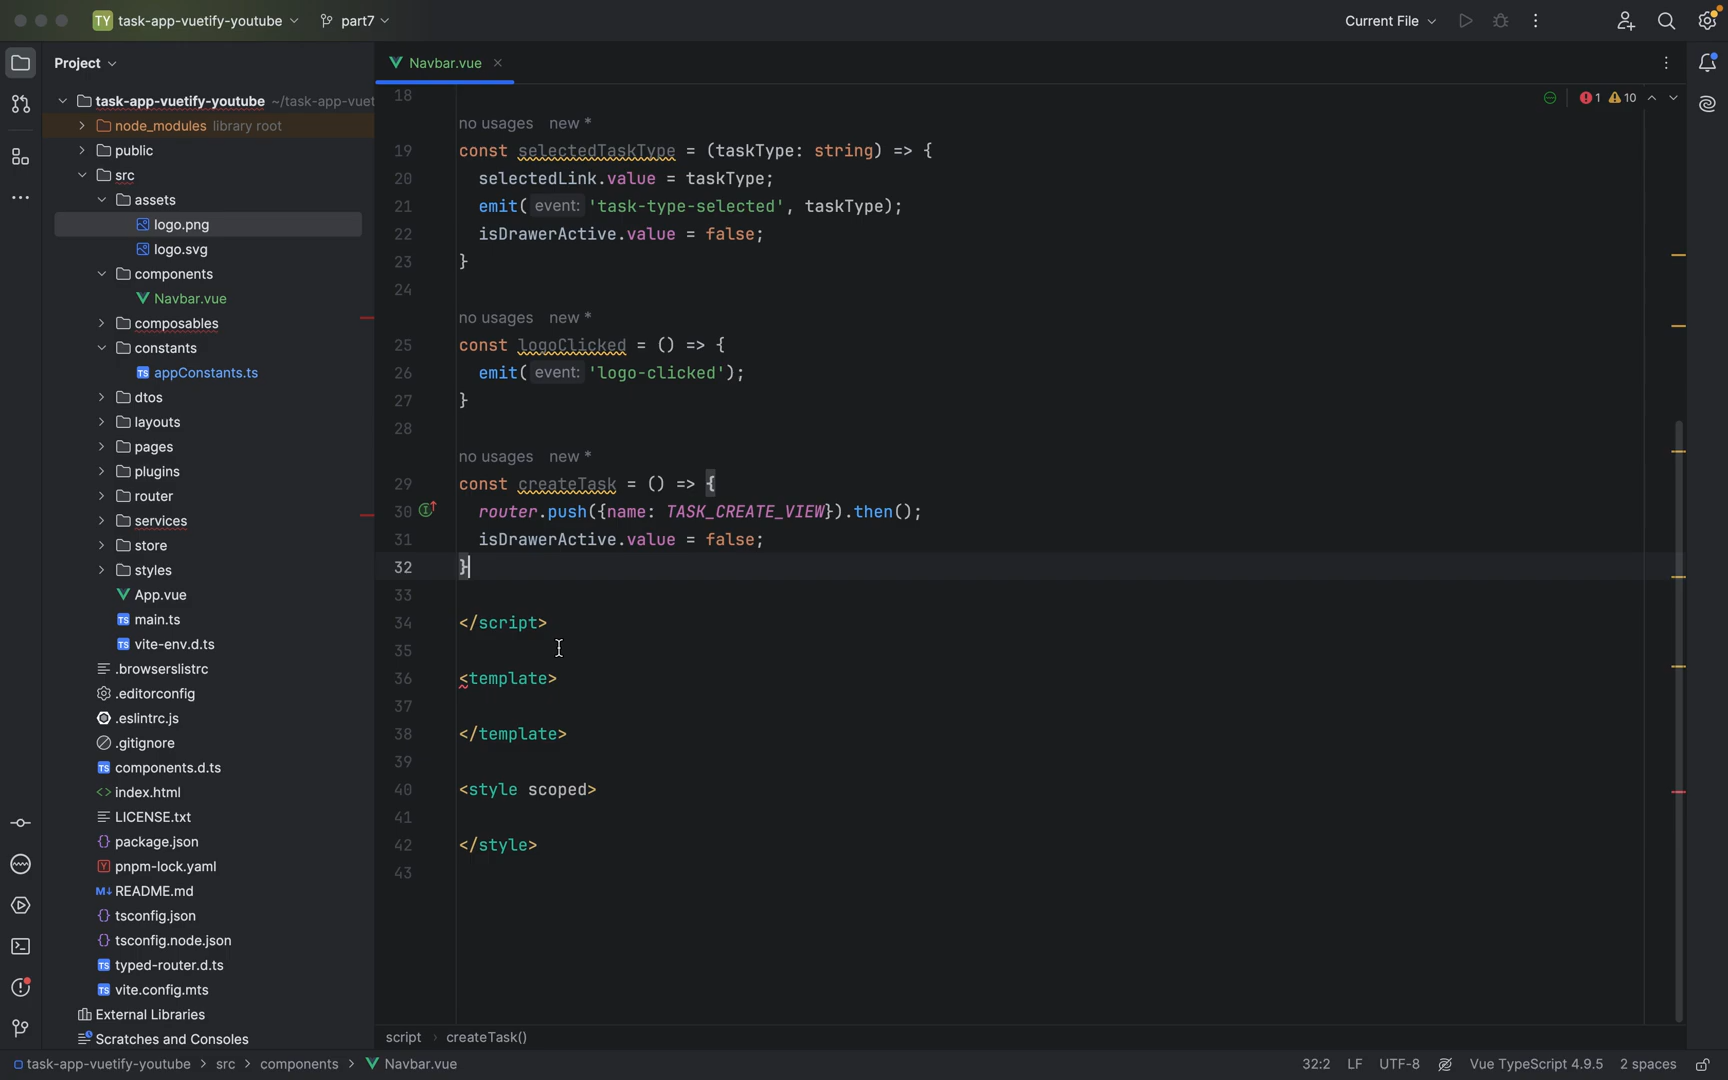 TY task-app-vuetify-youtube part7 Current File
Project
Navbar.vue
task-app-vuetify-youtube ~/task-app-vuet
node_modules library root
public
src
assets
logo.png
logo.svg
components
Navbar.vue
composables
constants
TS appConstants.ts
dtos
layouts
pages
plugins
router
services
store
styles
App.vue
TS main.ts
TS vite-env.d.ts
.browserslistrc
.editorconfig
.eslintrc.js
.gitignore
TS components.d.ts
<> index.html
LICENSE.txt
{} package.json
Y pnpm-lock.yaml
M↓ README.md
{} tsconfig.json
{} tsconfig.node.json
TS typed-router.d.ts
TS vite.config.mts
External Libraries
Scratches and Consoles
1 10
18
no usages new *
19 const selectedTaskType = (taskType: string) => {
20 selectedLink.value = taskType;
21 emit( event: 'task-type-selected', taskType);
22 isDrawerActive.value = false;
23 }
24
no usages new *
25 const logoClicked = () => {
26 emit( event: 'logo-clicked');
27 }
28
no usages new *
29 const createTask = () => {
30 router.push({name: TASK_CREATE_VIEW}).then();
31 isDrawerActive.value = false;
32 }
33
34 </script>
35
36 <template>
37
38 </template>
39
40 <style scoped>
41
42 </style>
43
script › createTask()
task-app-vuetify-youtube › src › components › Navbar.vue
32:2 LF UTF-8 Vue TypeScript 4.9.5 2 spaces